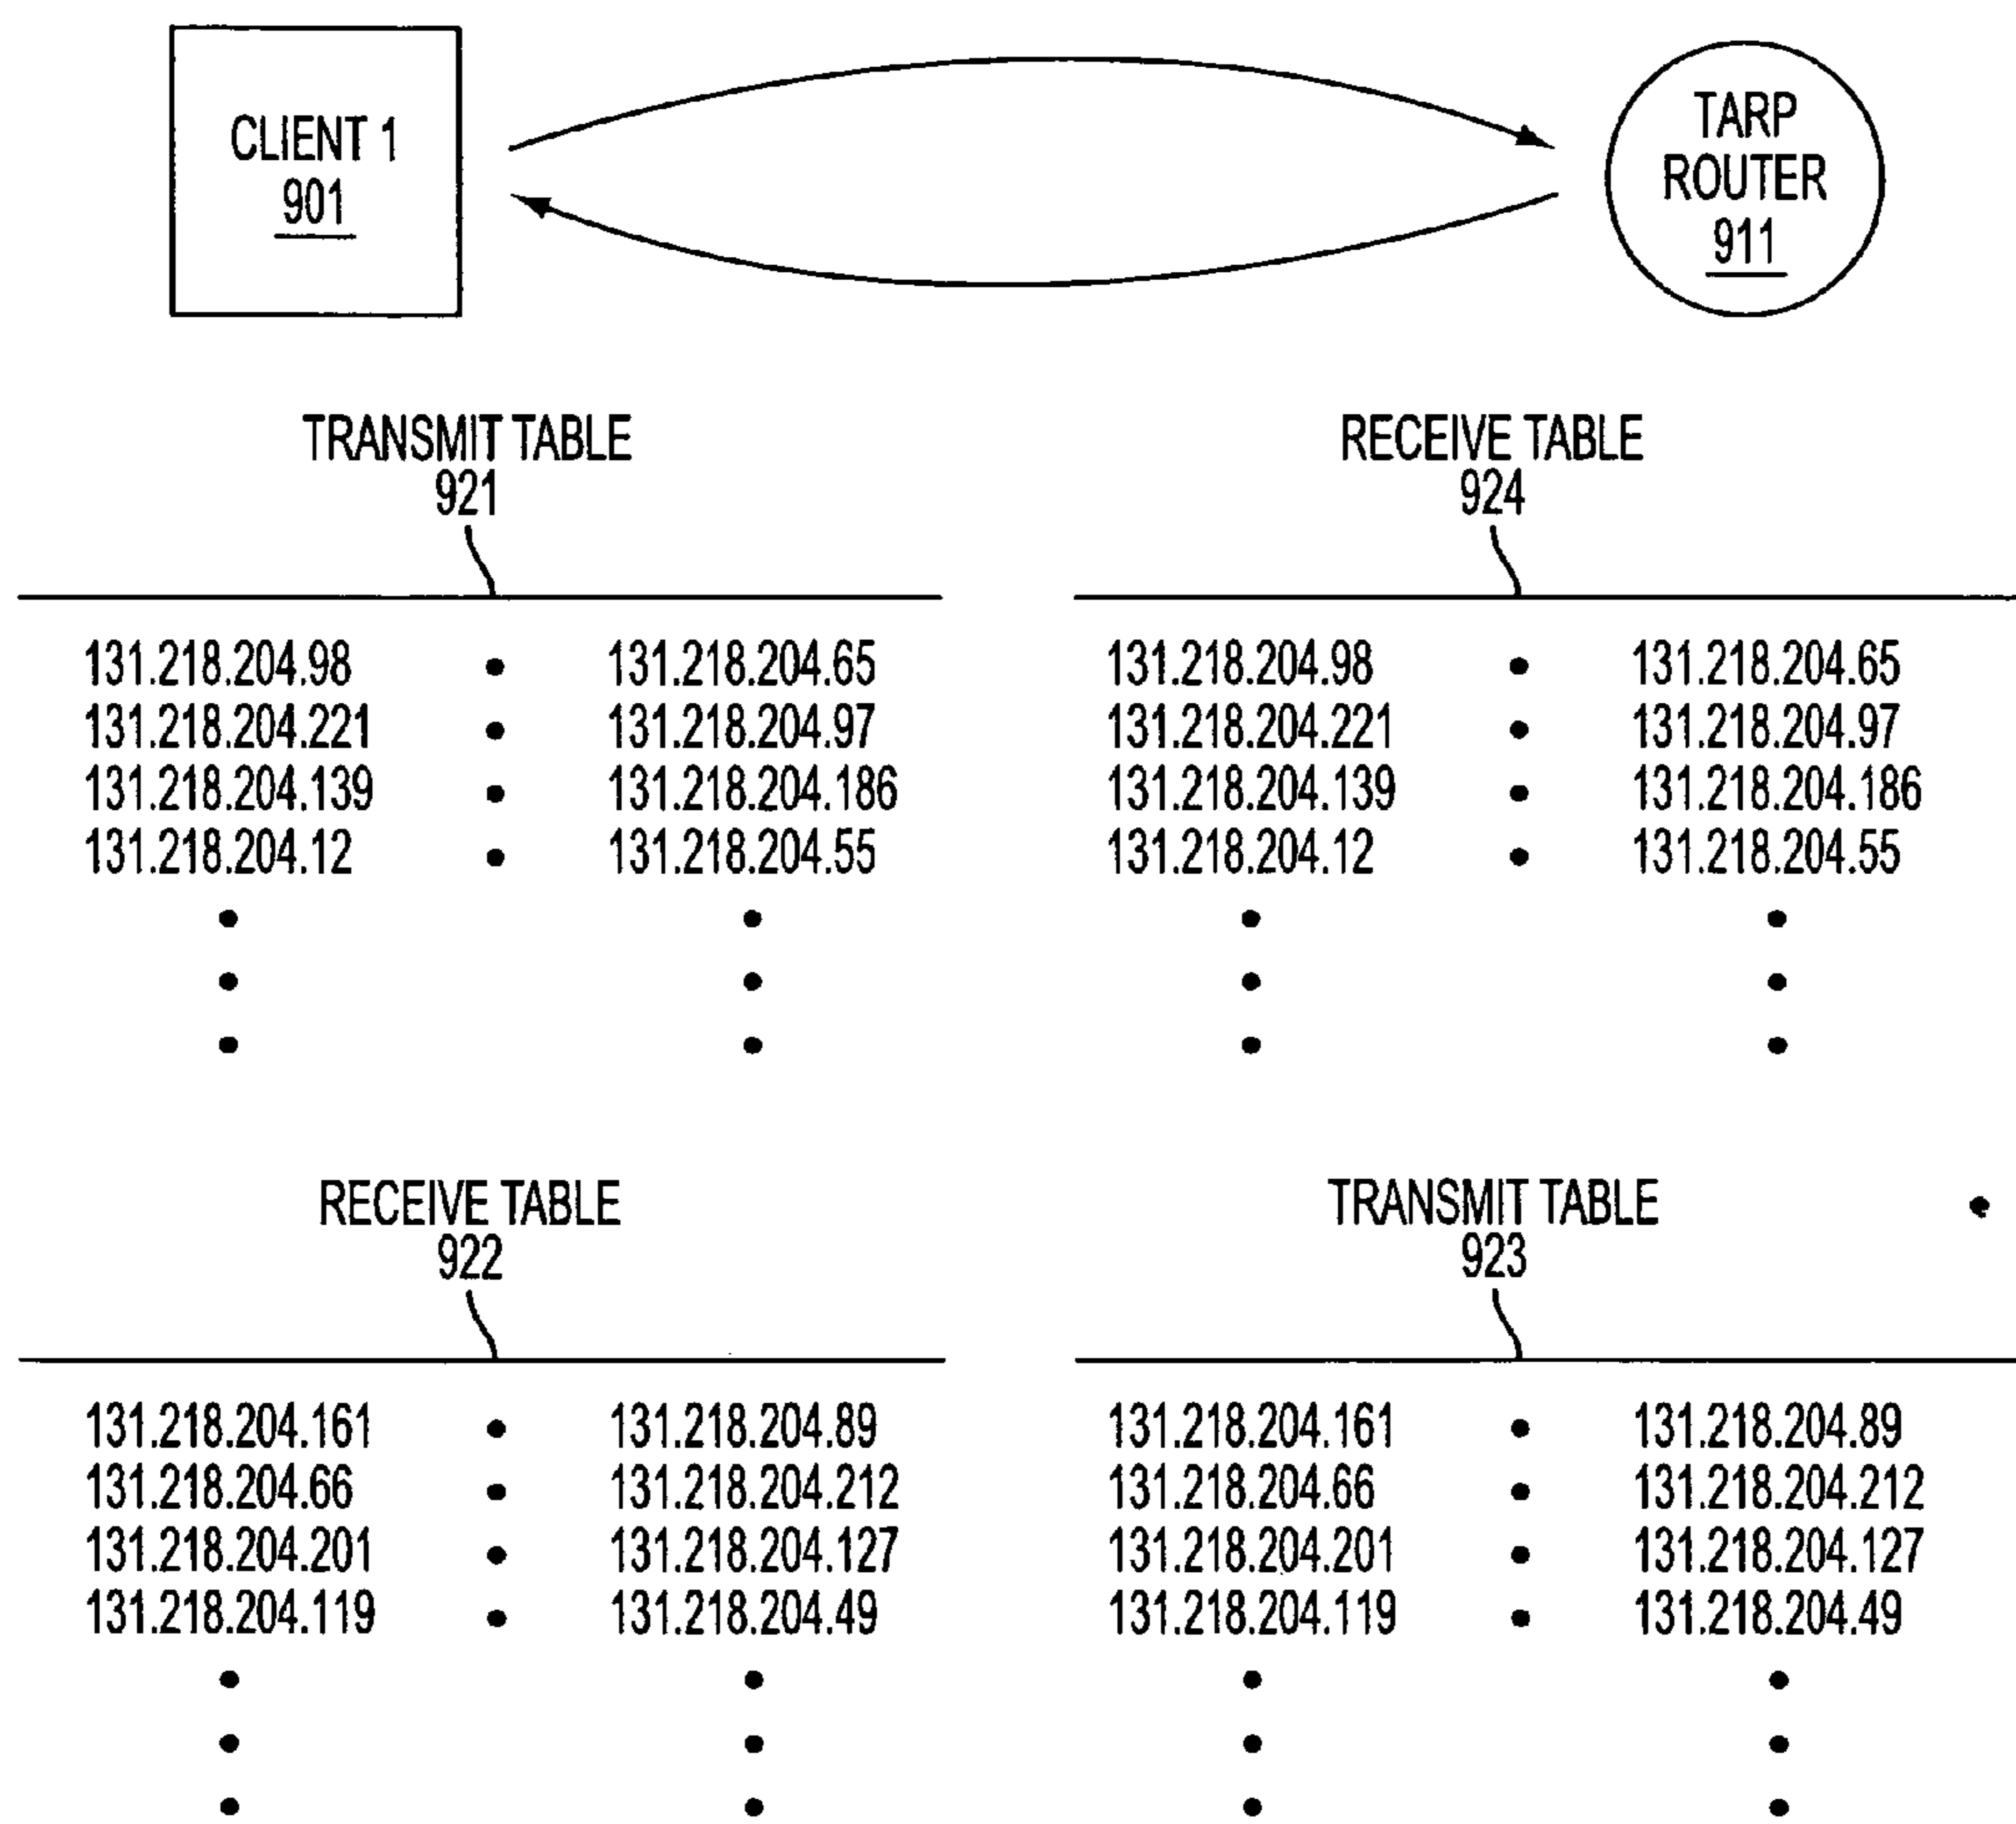 CLIENT 1
901
TARP
ROUTER
911
TRANSMIT TABLE
921
RECEIVE TABLE
924
131.218.204.98 • 131.218.204.65 131.218.204.98 • 131.218.204.65
131.218.204.221 • 131.218.204.97 131.218.204.221 • 131.218.204.97
131.218.204.139 • 131.218.204.186 131.218.204.139 • 131.218.204.186
131.218.204.12 • 131.218.204.55 131.218.204.12 • 131.218.204.55
RECEIVE TABLE
922
TRANSMIT TABLE
923
131.218.204.161 • 131.218.204.89 131.218.204.161 • 131.218.204.89
131.218.204.66 • 131.218.204.212 131.218.204.66 • 131.218.204.212
131.218.204.201 • 131.218.204.127 131.218.204.201 • 131.218.204.127
131.218.204.119 • 131.218.204.49 131.218.204.119 • 131.218.204.49